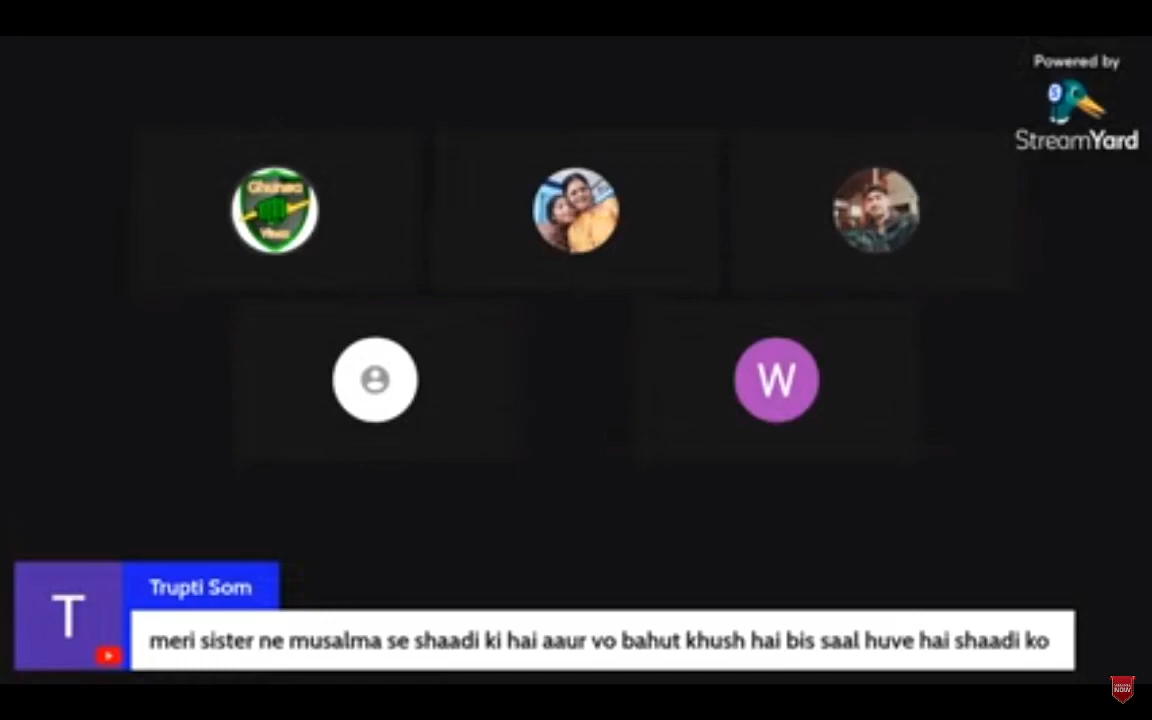 Powered by
StreamYard
W
T
Trupti Som
meri sister ne musalma se shaadi ki hai aaur vo bahut khush hai bis saal huve hai shaadi ko
NOW